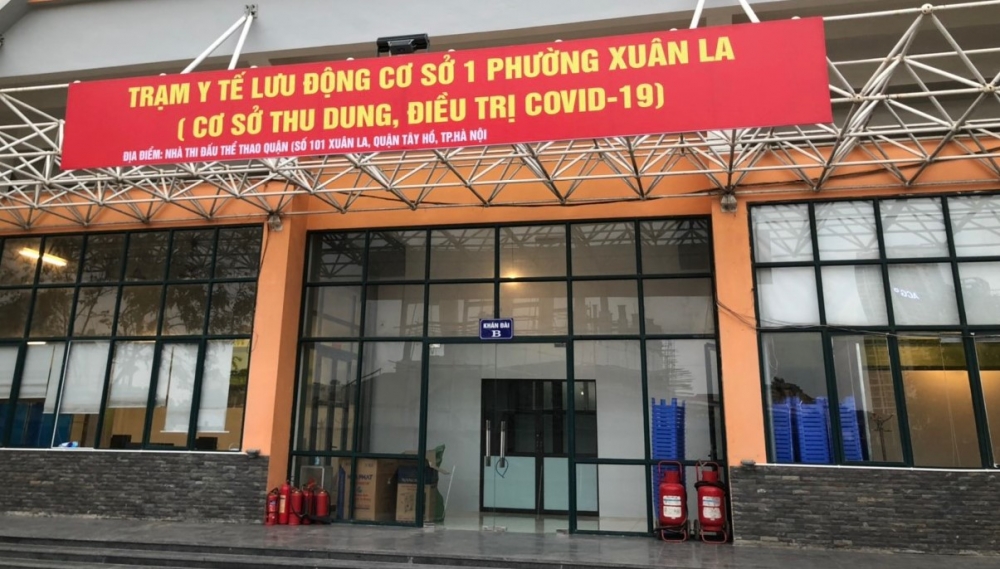 TRẠM Y TẾ LƯU ĐỘNG CƠ SỞ 1 PHƯỜNG XUÂN LA
( CƠ SỞ THU DUNG, ĐIỀU TRỊ COVID-19)
ĐỊA ĐIỂM: NHÀ THI ĐẤU THỂ THAO QUẬN (SỐ 101 XUÂN LA, QUẬN TÂY HỒ, TP.HÀ NỘI
KHÁN ĐÀI
B